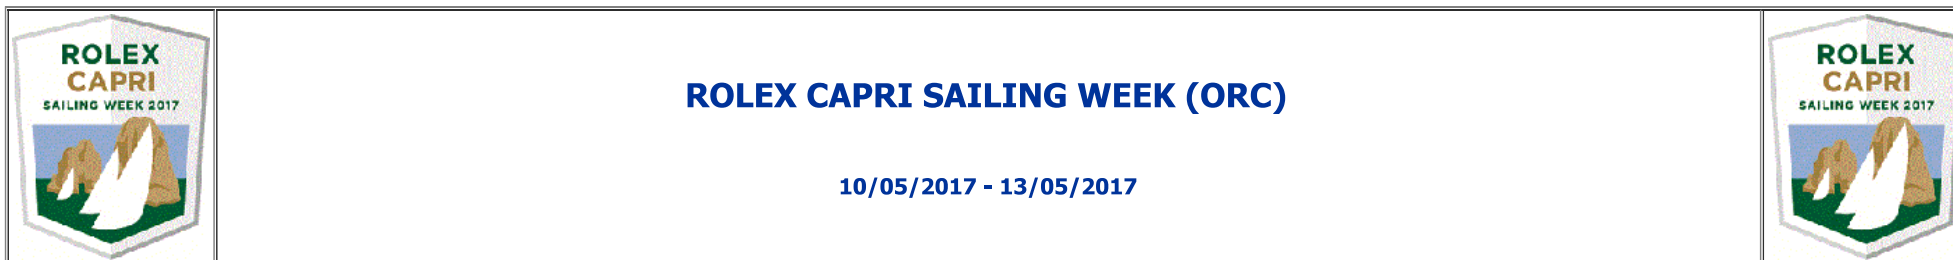 ROLEX
CAPRI
SAILING WEEK 2017
ROLEX CAPRI SAILING WEEK (ORC)
10/05/2017 - 13/05/2017
ROLEX
CAPRI
SAILING WEEK 2017